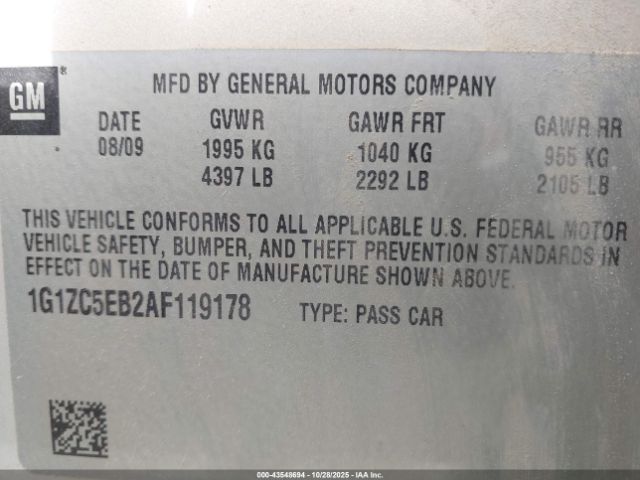 GM®
MFD BY GENERAL MOTORS COMPANY
DATE GVWR GAWR FRT GAWR RR
08/09 1995 KG 1040 KG 955 KG
4397 LB 2292 LB 2105 LB
THIS VEHICLE CONFORMS TO ALL APPLICABLE U.S. FEDERAL MOTOR
VEHICLE SAFETY, BUMPER, AND THEFT PREVENTION STANDARDS IN
EFFECT ON THE DATE OF MANUFACTURE SHOWN ABOVE.
1G1ZC5EB2AF119178 TYPE: PASS CAR
000-43548694 | 10/28/2025 | IAA, Inc.